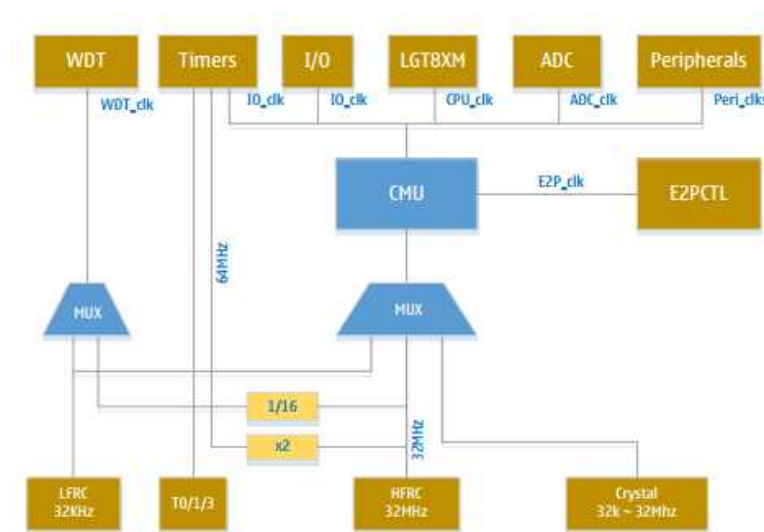 WDT
Timers
I/O
LGT8XM
ADC
Peripherals
WDT_clk
IO_clk
IO_clk
CPU_clk
ADC_clk
Peri_clks
CMU
E2P_clk
E2PCTL
64MHz
MUX
MUX
1/16
x2
32MHz
LFRC
32KHz
T0/1/3
HFRC
32MHz
Crystal
32k ~ 32Mhz